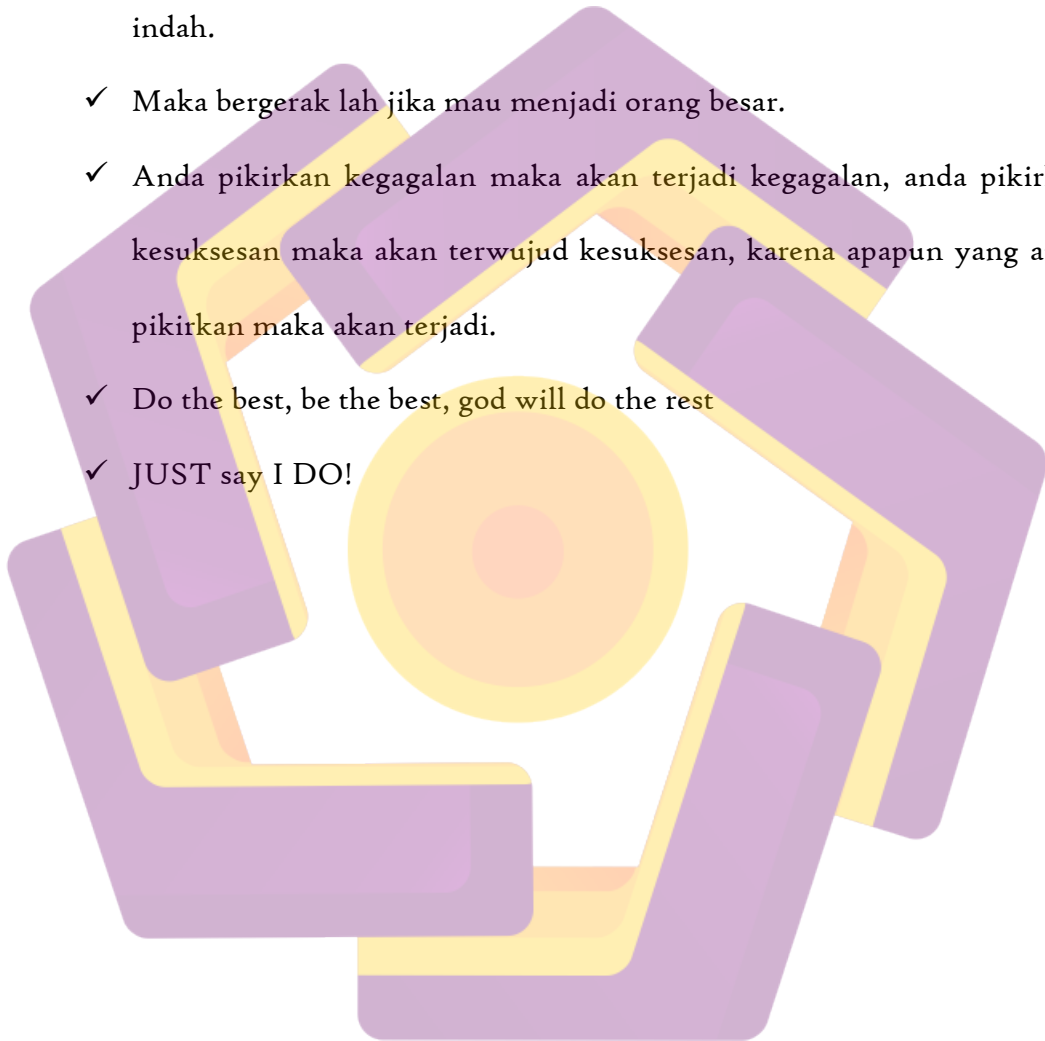 indah.
✓ Maka bergerak lah jika mau menjadi orang besar.
✓ Anda pikirkan kegagalan maka akan terjadi kegagalan, anda
kesuksesan maka akan terwujud kesuksesan, karena apapun yang
pikirkan maka akan terjadi.
✓ Do the best, be the best, god will do the rest
✓ JUST say I DO!